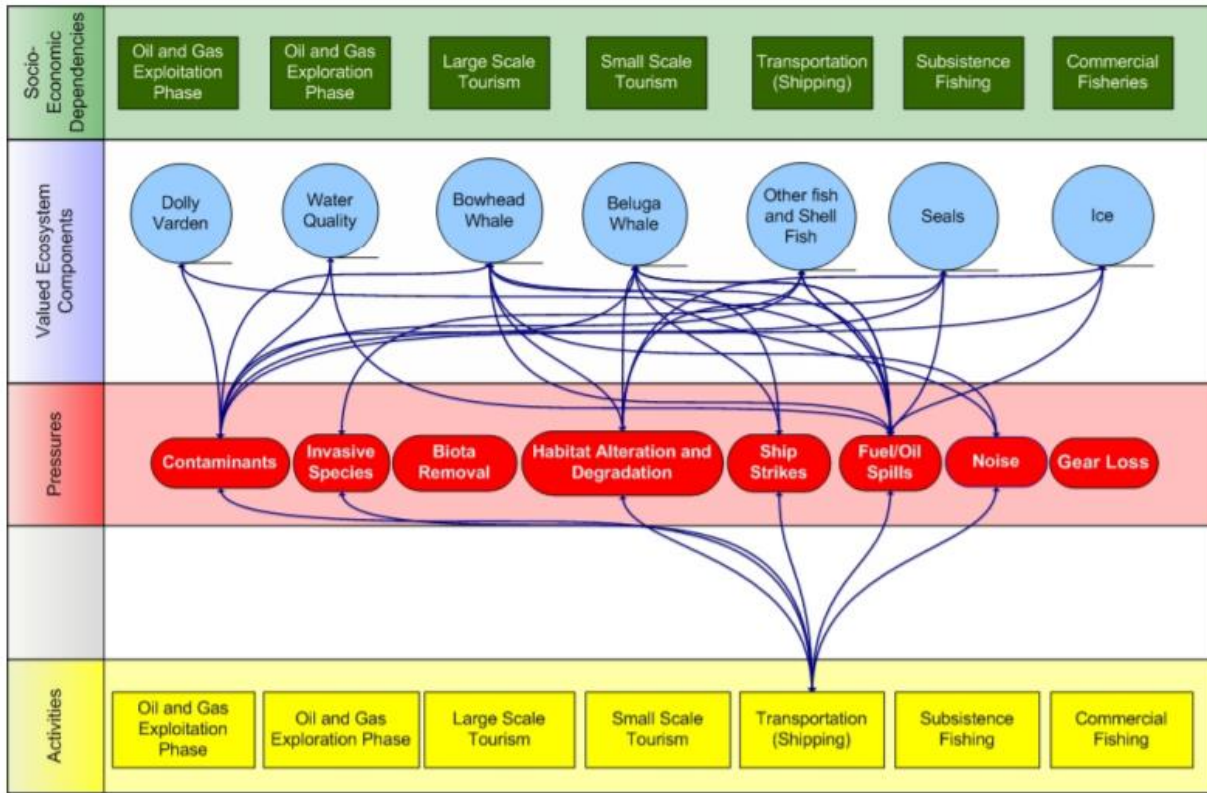 Socio-
Economic
Dependencies
Oil and Gas
Exploitation
Phase
Oil and Gas
Exploration
Phase
Large Scale
Tourism
Small Scale
Tourism
Transportation
(Shipping)
Subsistence
Fishing
Commercial
Fisheries
Valued Ecosystem
Components
Dolly
Varden
Water
Quality
Bowhead
Whale
Beluga
Whale
Other fish
and Shell
Fish
Seals
Ice
Pressures
Contaminants
Invasive
Species
Biota
Removal
Habitat Alteration and
Degradation
Ship
Strikes
Fuel/Oil
Spills
Noise
Gear Loss
Activities
Oil and Gas
Exploitation
Phase
Oil and Gas
Exploration Phase
Large Scale
Tourism
Small Scale
Tourism
Transportation
(Shipping)
Subsistence
Fishing
Commercial
Fishing